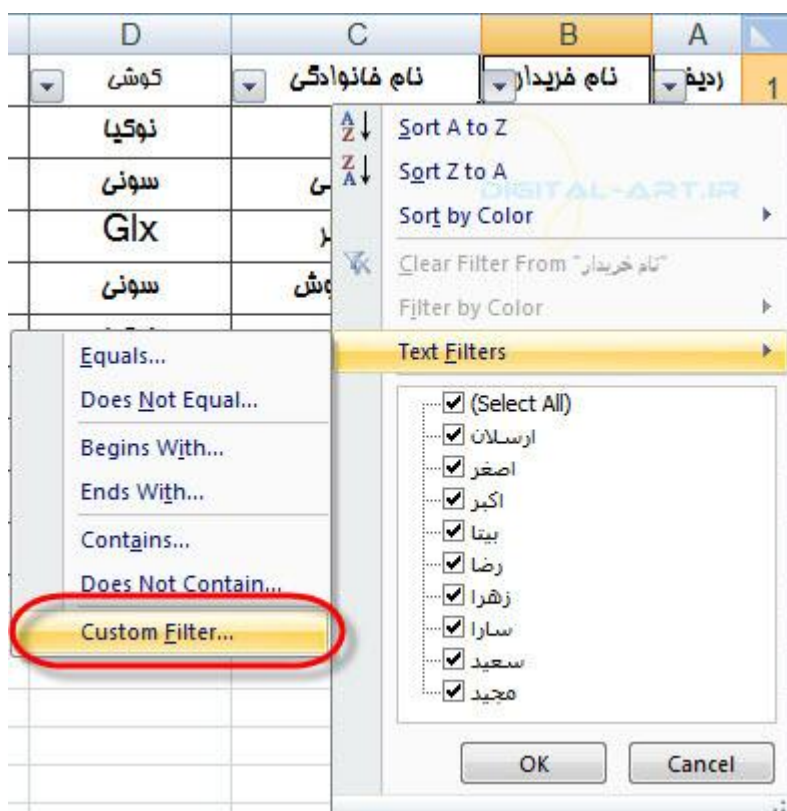 D C B A
ردیف نام خریدار نام خانوادگی گوشی
1
نوکیا
سونی
Glx
سونی
وش
Sort A to Z
Sort Z to A
DIGITAL-ART.IR
Sort by Color
Clear Filter From "نام خریدار"
Filter by Color
Text Filters
(Select All)
ارسلان
اصغر
اکبر
بیتا
رضا
زهرا
سارا
سعید
مجید
OK Cancel
Equals...
Does Not Equal...
Begins With...
Ends With...
Contains...
Does Not Contain...
Custom Filter...